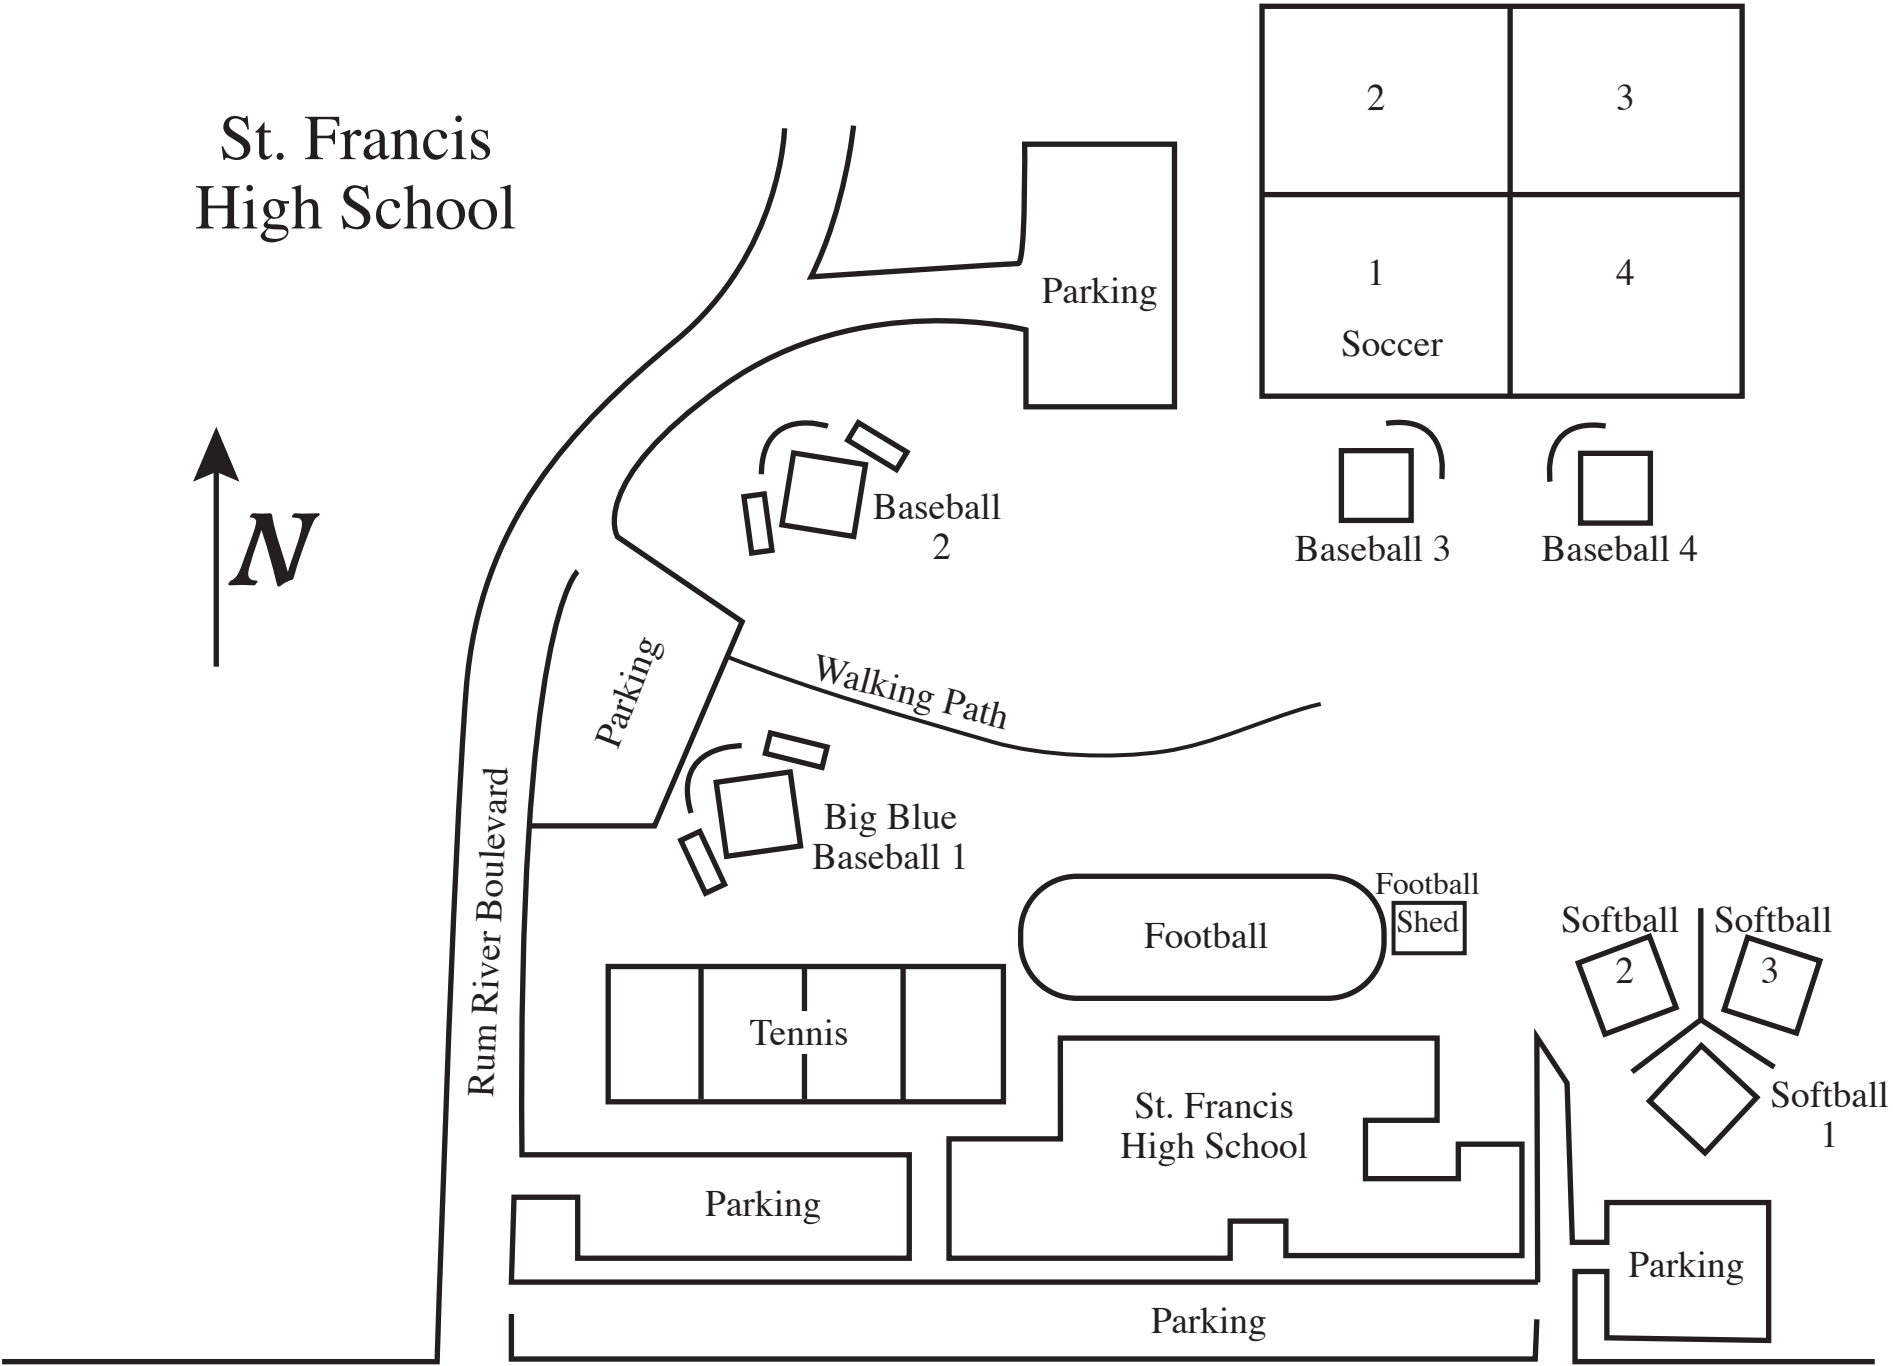 St. Francis
High School
2
3
1
4
Soccer
Parking
Baseball
2
Baseball 3
Baseball 4
N
Parking
Walking Path
Big Blue
Baseball 1
Rum River Boulevard
Football
Football
Shed
Softball
2
Softball
3
Tennis
St. Francis
High School
Softball
1
Parking
Parking
Parking